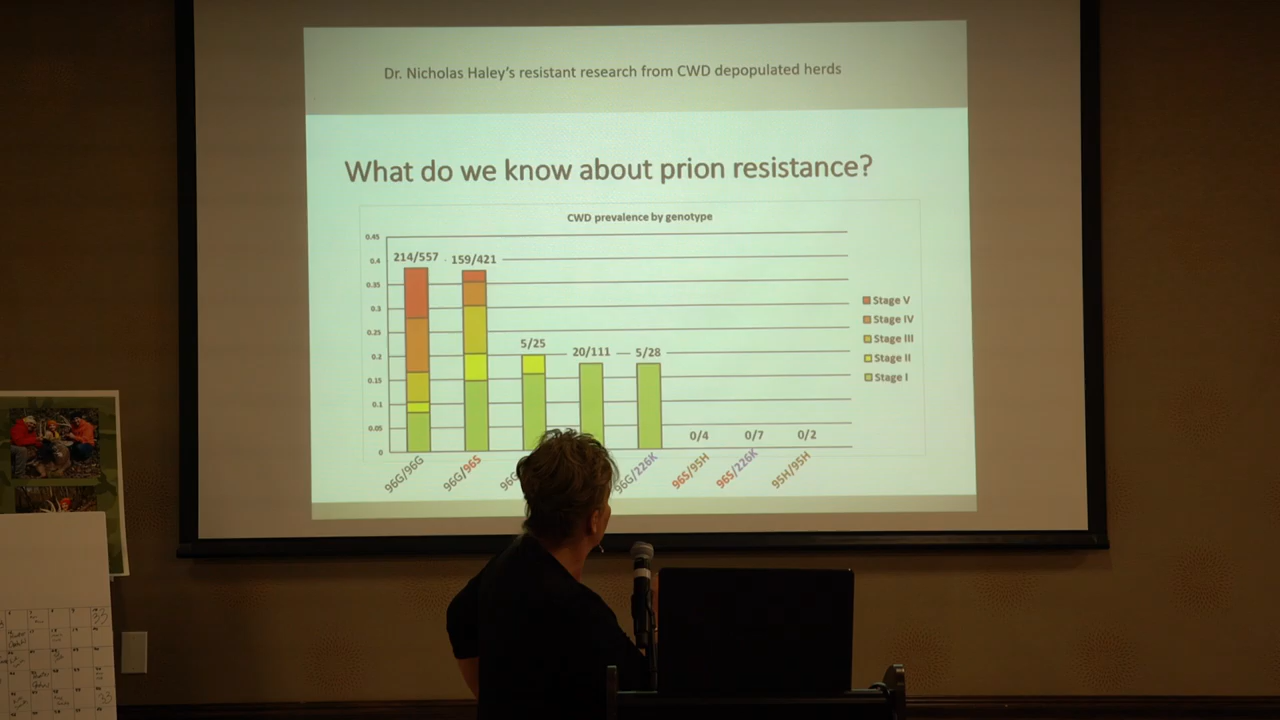 Dr. Nicholas Haley's resistant research from CWD depopulated herds
What do we know about prion resistance?
CWD prevalence by genotype
0.45
0.4
0.35
0.3
0.25
0.2
0.15
0.1
0.05
0
214/557
159/421
5/25
20/111
5/28
0/4
0/7
0/2
96G/96G
96G/96S
96G
96G/226K
96S/95H
96S/226K
95H/95H
Stage V
Stage IV
Stage III
Stage II
Stage I
33
33